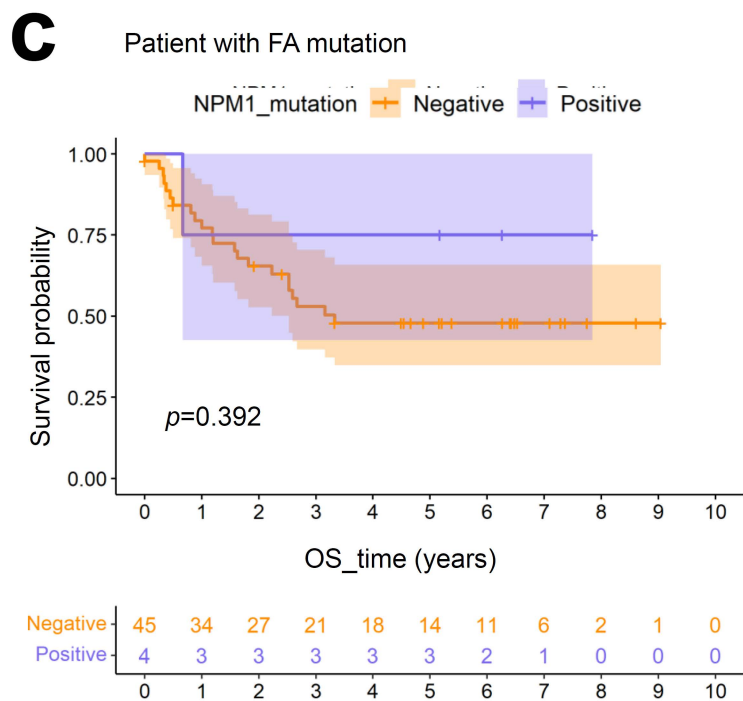 C
Patient with FA mutation
NPM1_mutation Negative Positive
1.00
0.75
0.50
0.25
0.00
Survival probability
p=0.392
0 1 2 3 4 5 6 7 8 9 10
OS_time (years)
Negative 45 34 27 21 18 14 11 6 2 1 0
Positive 4 3 3 3 3 3 2 1 0 0 0
0 1 2 3 4 5 6 7 8 9 10